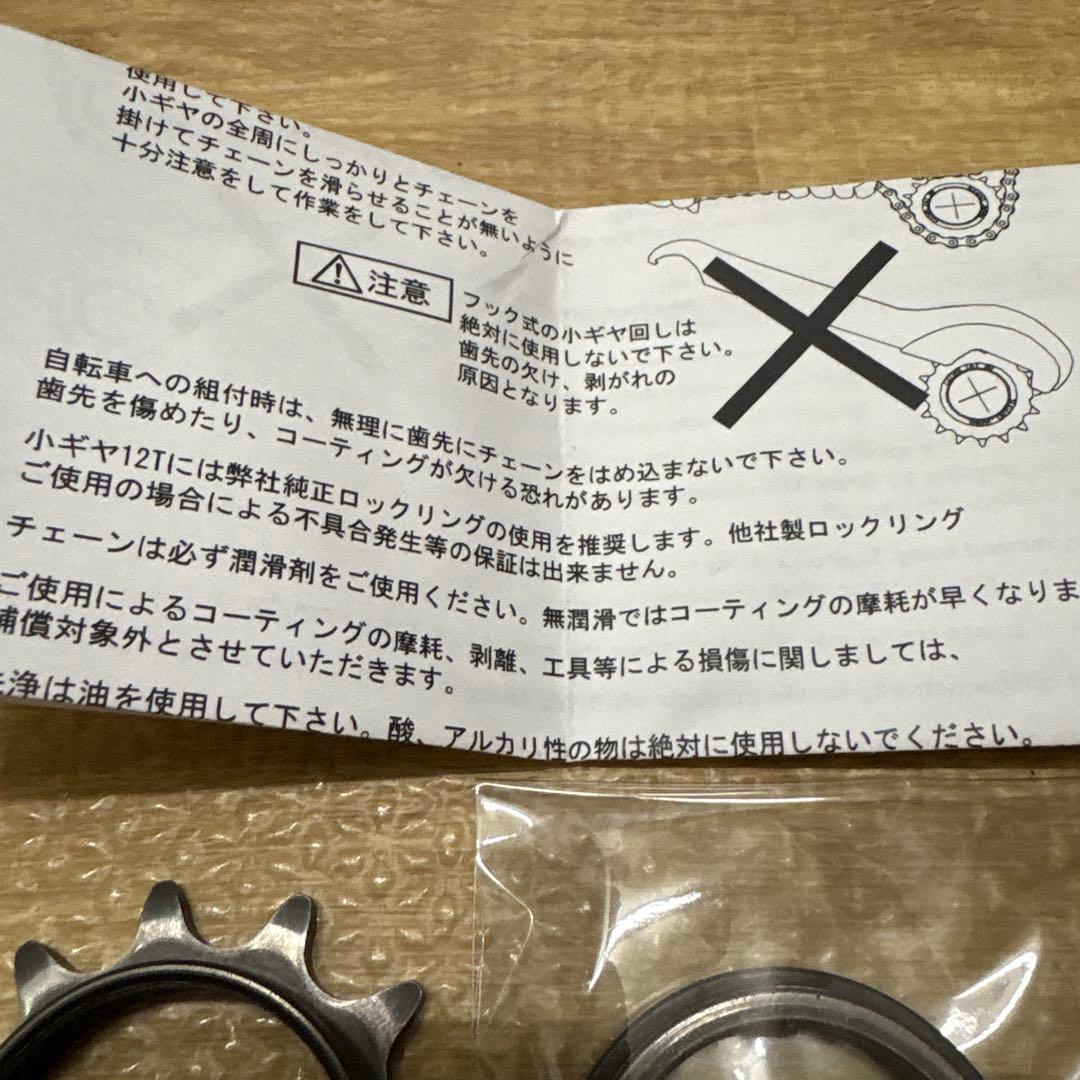 使用して下さい。
小ギヤの全周にしっかりとチェーンを
掛けてチェーンを滑らせることが無いように
十分注意をして作業をして下さい。
注意
フック式の小ギヤ回しは
絶対に使用しないで下さい。
歯先の欠け、剥がれの
原因となります。
自転車への組付時は、無理に歯先にチェーンをはめ込まないで下さい。
歯先を傷めたり、コーティングが欠ける恐れがあります。
小ギヤ12Tには弊社純正ロックリングの使用を推奨します。他社製ロックリング
ご使用の場合による不具合発生等の保証は出来ません。
チェーンは必ず潤滑剤をご使用ください。無潤滑ではコーティングの摩耗が早くなりま
ご使用によるコーティングの摩耗、剥離、工具等による損傷に関しましては、
補償対象外とさせていただきます。
洗浄は油を使用して下さい。酸、アルカリ性の物は絶対に使用しないでください。